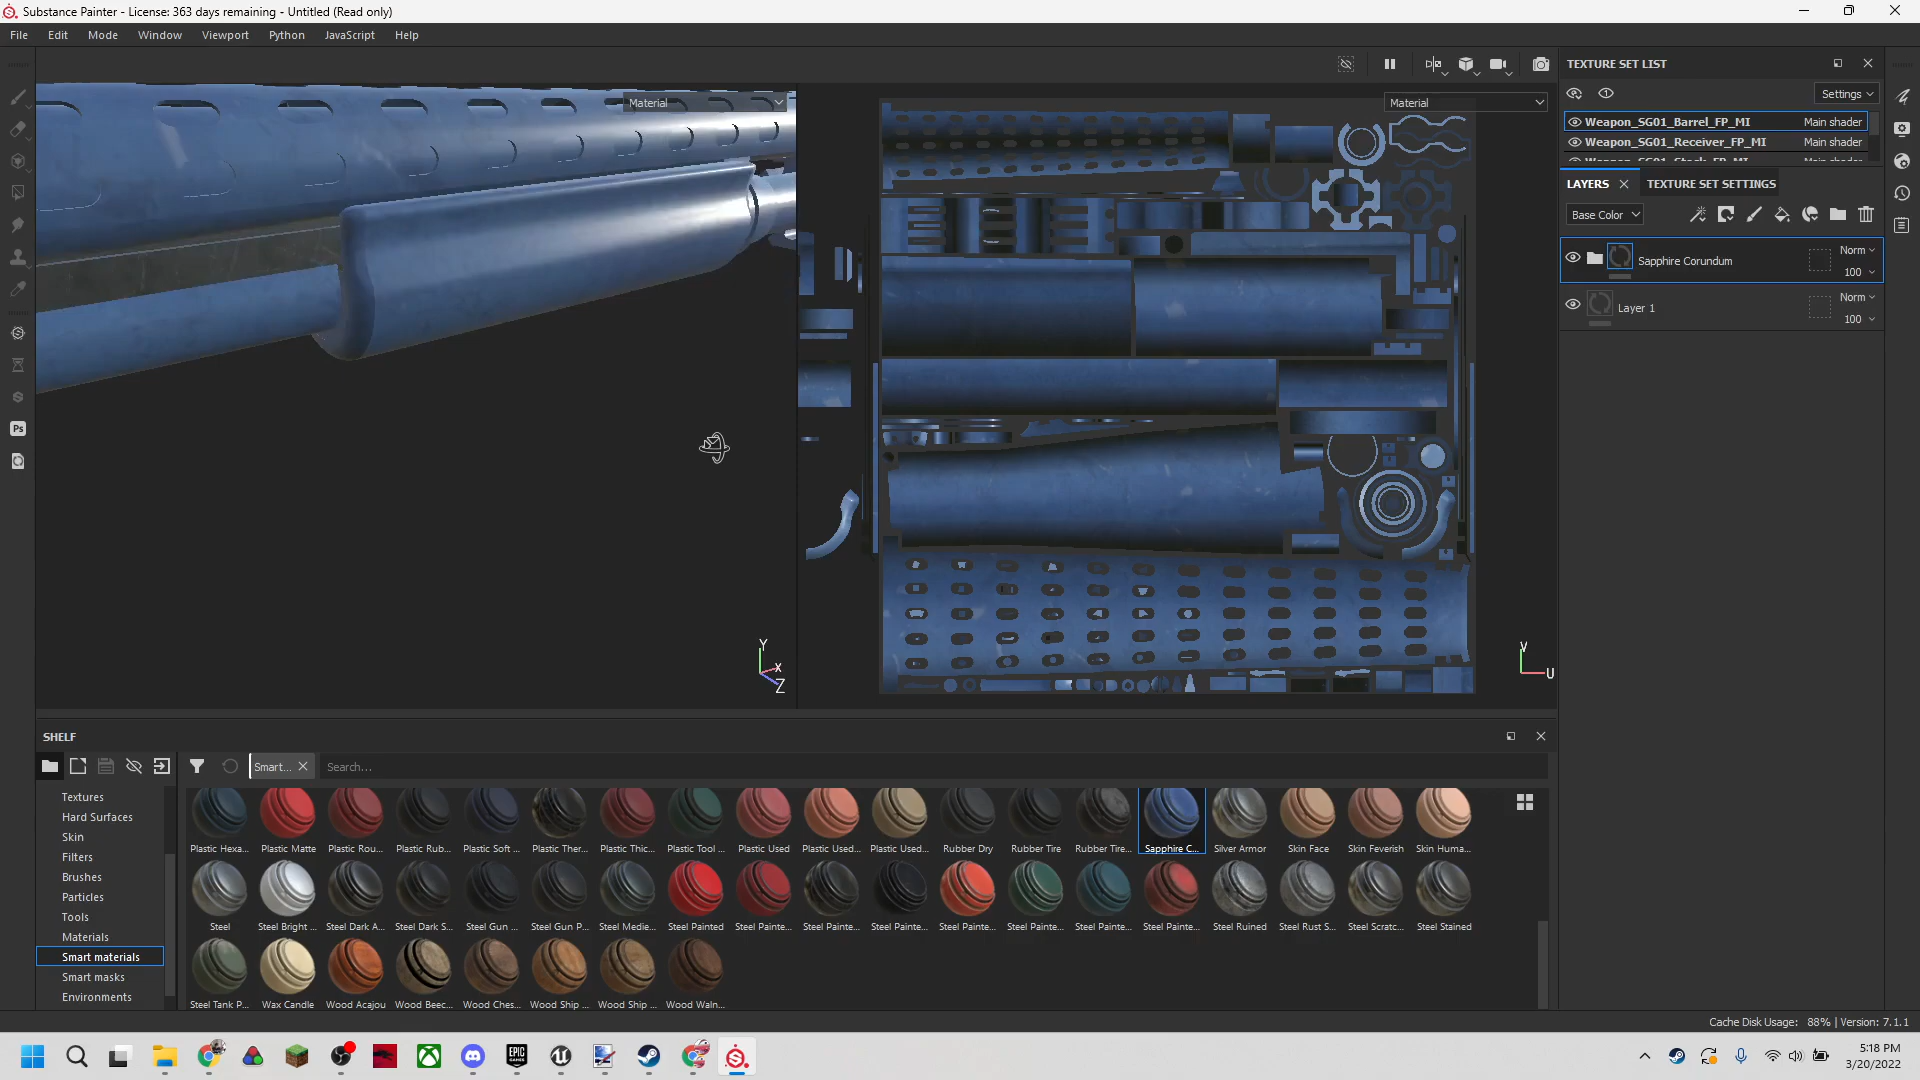 Substance Painter - License: 363 days remaining - Untitled (Read only)
File Edit Mode Window Viewport Python JavaScript Help
Material
Material
TEXTURE SET LIST
Settings
Weapon_SG01_Barrel_FP_MI Main shader
Weapon_SG01_Receiver_FP_MI Main shader
Weapon_SG01_Stock_FP_MI Main shader
LAYERS TEXTURE SET SETTINGS
Base Color
Sapphire Corundum Norm 100
Layer 1 Norm 100
Ps
Y
X
Z
V
U
SHELF
Smart...
Search...
Textures
Hard Surfaces
Skin
Filters
Brushes
Particles
Tools
Materials
Smart materials
Smart masks
Environments
Plastic Hexa... Plastic Matte Plastic Rou... Plastic Rub... Plastic Soft ... Plastic Ther... Plastic Thic... Plastic Tool ... Plastic Used Plastic Used... Plastic Used... Rubber Dry Rubber Tire Rubber Tire... Sapphire C... Silver Armor Skin Face Skin Feverish Skin Huma...
Steel Steel Bright ... Steel Dark A... Steel Dark S... Steel Gun ... Steel Gun P... Steel Medie... Steel Painted Steel Painte... Steel Painte... Steel Painte... Steel Painte... Steel Painte... Steel Painte... Steel Painte... Steel Ruined Steel Rust S... Steel Scratc... Steel Stained
Steel Tank P... Wax Candle Wood Acajou Wood Beec... Wood Ches... Wood Ship ... Wood Ship ... Wood Waln...
Cache Disk Usage: 88% | Version: 7.1.1
EPIC GAMES
5:18 PM
3/20/2022